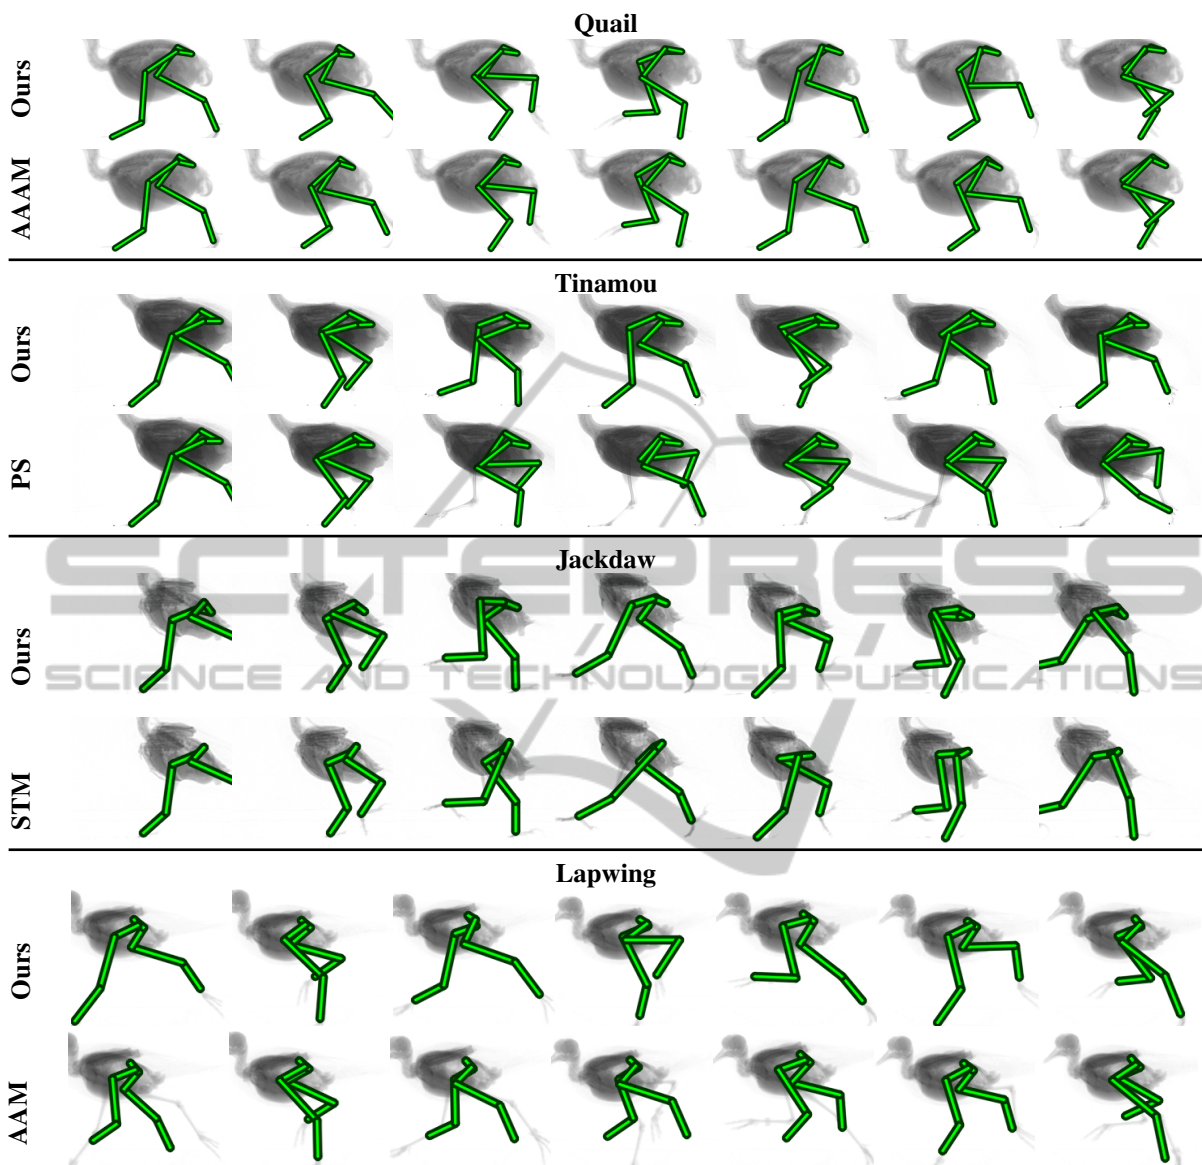 Quail
Ours
AAAM
Tinamou
Ours
PS
SCITEPRESS
Jackdaw
Ours
SCIENCE AND TECHNOLOGY PUBLICATIONS
STM
Lapwing
Ours
AAM